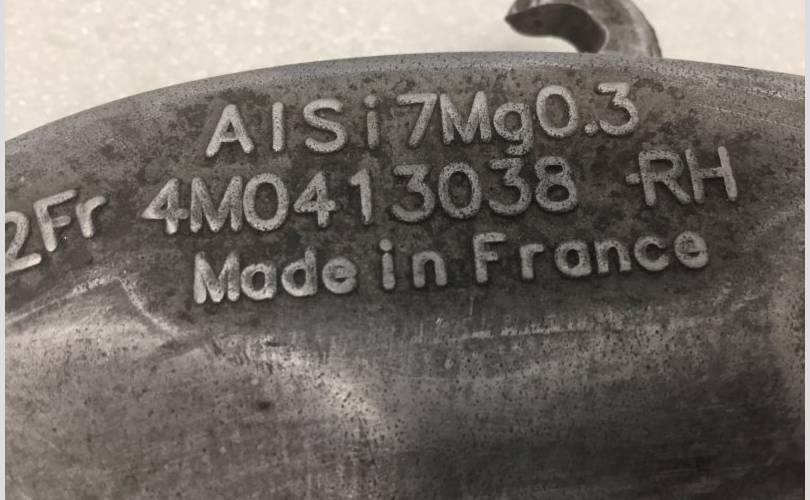 AlSi7Mg0.3
2Fr 4M0413038 -RH
Made in France